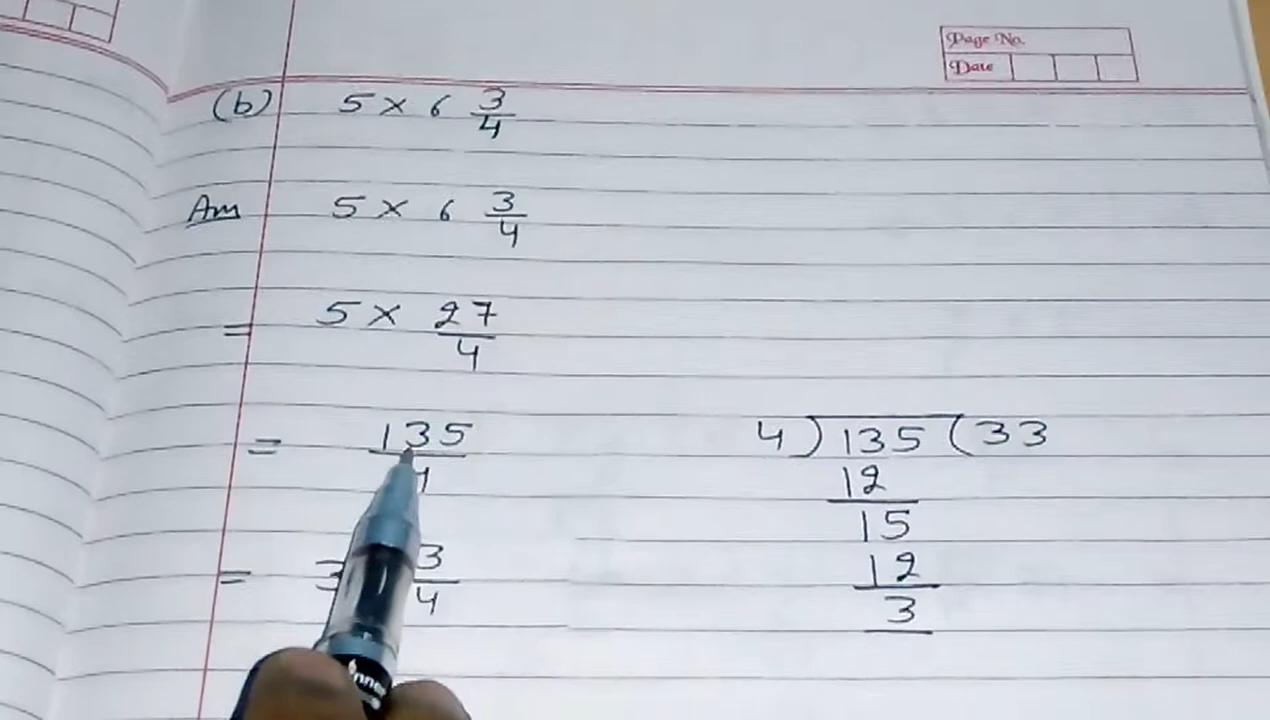 Page No.
Date
(b) 5 × 6 3/4
Ans 5 × 6 3/4
= 5 × 27/4
= 135/4
4) 135 (33
12
15
12
3
= 3 3/4